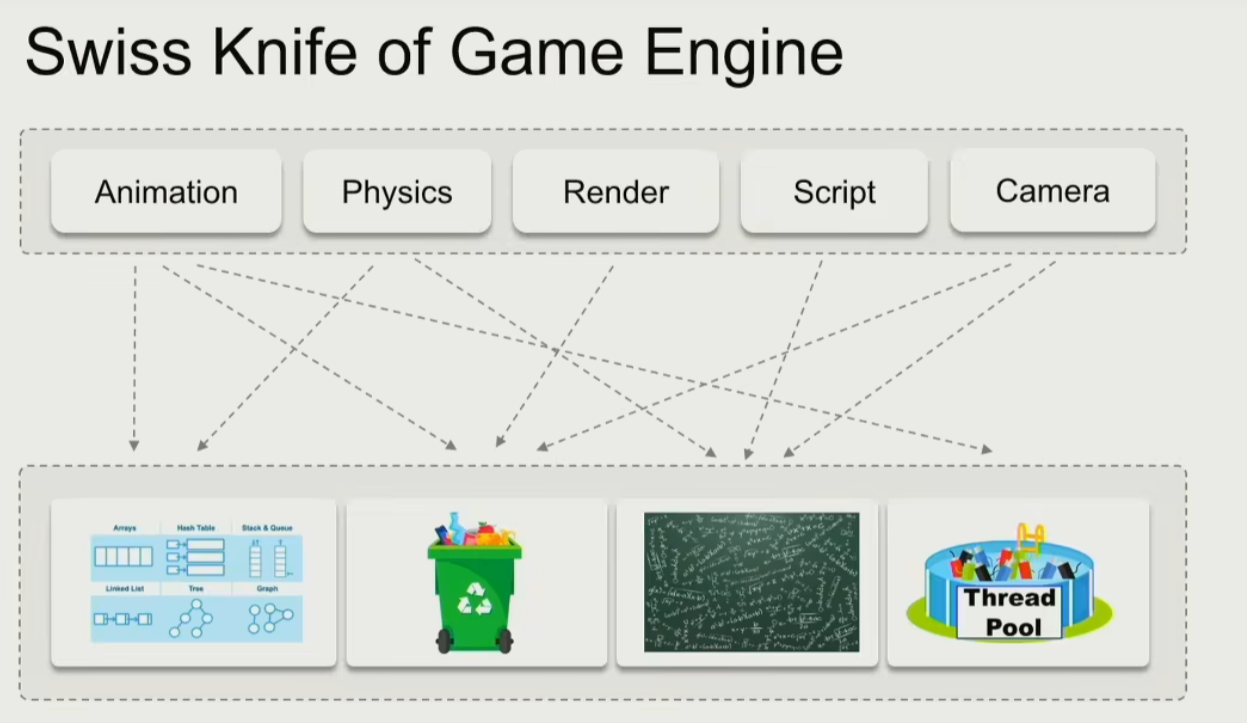 Swiss Knife of Game Engine
Animation Physics Render Script Camera
Arrays Hash Table Stack & Queue
Linked List Tree Graph
Thread
Pool